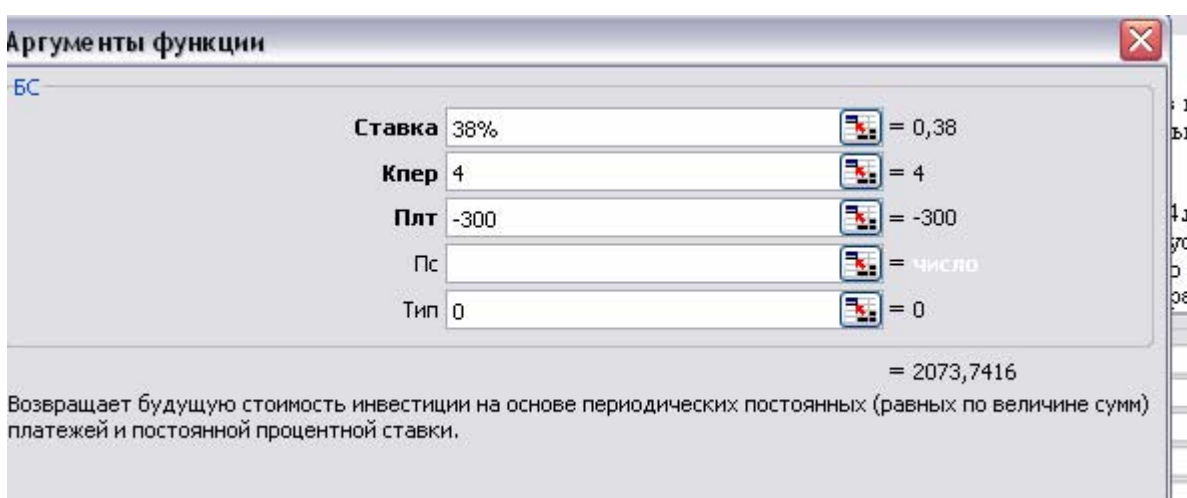 Аргументы функции
БС
Ставка 38% = 0,38
Кпер 4 = 4
Плт -300 = -300
Пс = число
Тип 0 = 0
= 2073,7416
Возвращает будущую стоимость инвестиции на основе периодических постоянных (равных по величине сумм)
платежей и постоянной процентной ставки.